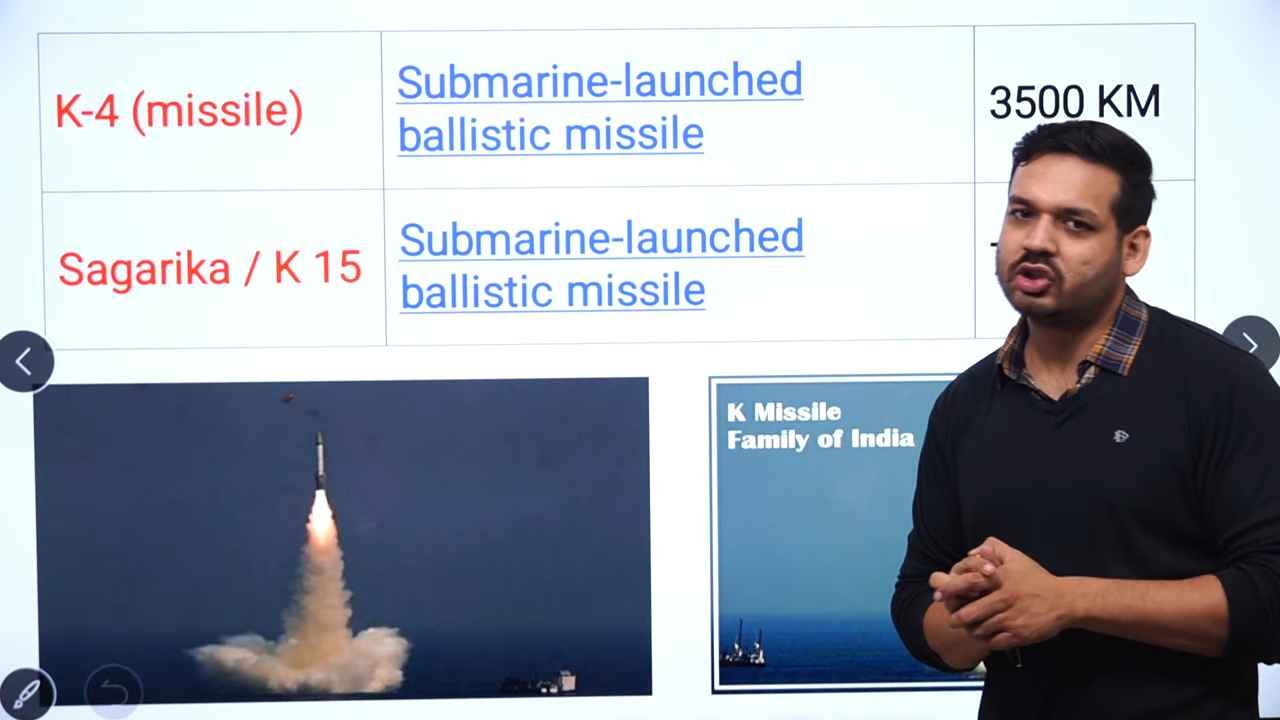 K-4 (missile)
Submarine-launched
ballistic missile
3500 KM
Sagarika / K 15
Submarine-launched
ballistic missile
K Missile
Family of India